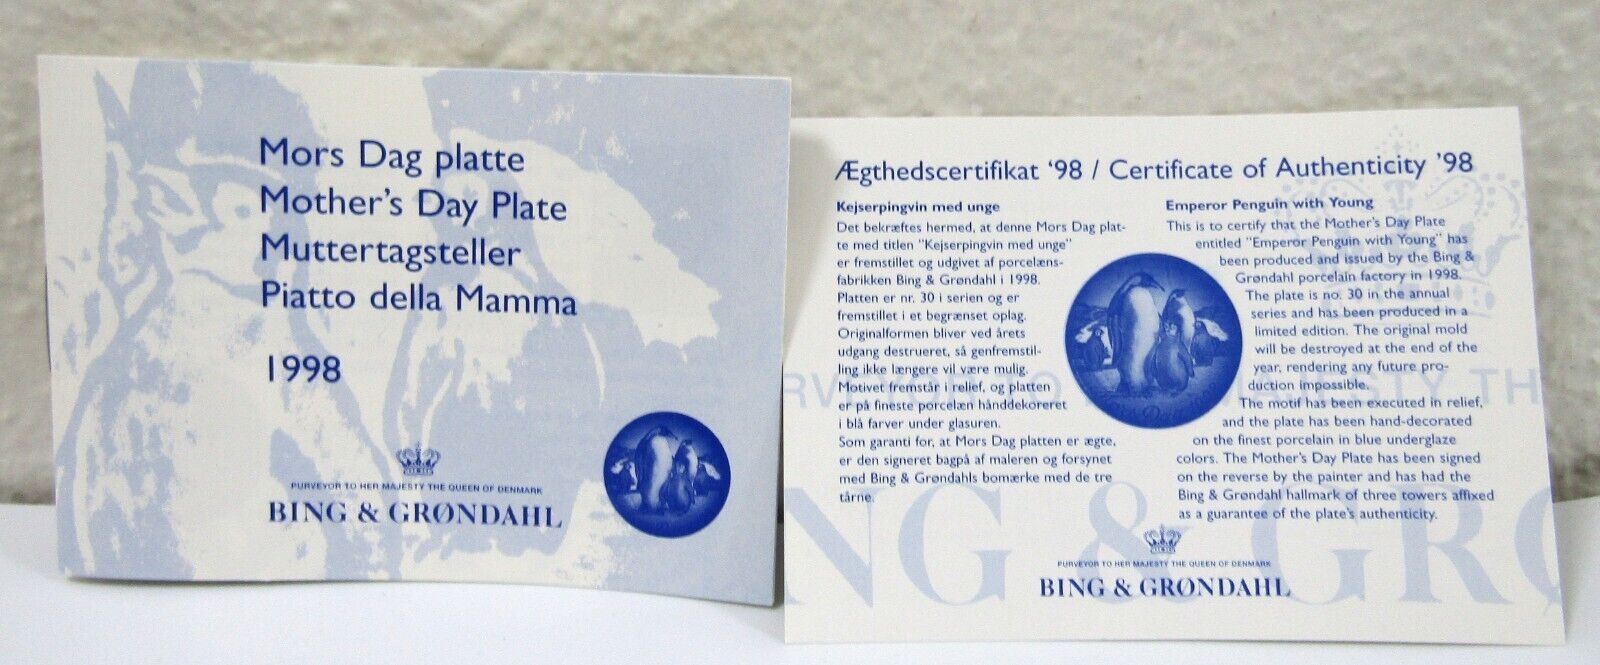 Mors Dag platte
Mother's Day Plate
Muttertagsteller
Piatto della Mamma
1998
PURVEYOR TO HER MAJESTY THE QUEEN OF DENMARK
BING & GRØNDAHL
Ægthedscertifikat '98 / Certificate of Authenticity '98
Kejserpingvin med unge
Det bekræftes hermed, at denne Mors Dag plat-
te med titlen "Kejserpingvin med unge"
er fremstillet og udgivet af porcelæns-
fabrikken Bing & Grøndahl i 1998.
Platten er nr. 30 i serien og er
fremstillet i et begrænset oplag.
Originalformen bliver ved årets
udgang destrueret, så genfremstil-
ling ikke længere vil være mulig.
Motivet fremstår i relief, og platten
er på fineste porcelæn hånddekoreret
i blå farver under glasuren.
Som garanti for, at Mors Dag platten er ægte,
er den signeret bagpå af maleren og forsynet
med Bing & Grøndahls bomærke med de tre
tårne.
Emperor Penguin with Young
This is to certify that the Mother's Day Plate
entitled "Emperor Penguin with Young" has
been produced and issued by the Bing &
Grøndahl porcelain factory in 1998.
The plate is no. 30 in the annual
series and has been produced in a
limited edition. The original mold
will be destroyed at the end of the
year, rendering any future pro-
duction impossible.
The motif has been executed in relief,
and the plate has been hand-decorated
on the finest porcelain in blue underglaze
colors. The Mother's Day Plate has been signed
on the reverse by the painter and has had the
Bing & Grøndahl hallmark of three towers affixed
as a guarantee of the plate's authenticity.
PURVEYOR TO HER MAJESTY THE QUEEN OF DENMARK
BING & GRØNDAHL